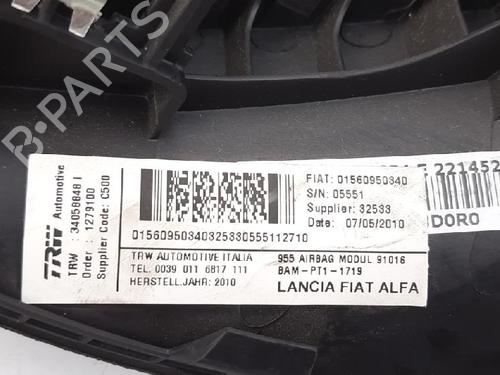 B-PARTS
TRW Automotive
TRW : 34058848 I
Order : 1279100
Supplier Code: C500
FIAT: 01560950340
S/N: 05551
Supplier: 32533
Date: 07/05/2010
01560950340325330555112710
TRW AUTOMOTIVE ITALIA
TEL. 0039 011 6817 111
HERSTELL.JAHR: 2010
955 AIRBAG MODUL 91016
BAM-PT1-1719
LANCIA FIAT ALFA
221452